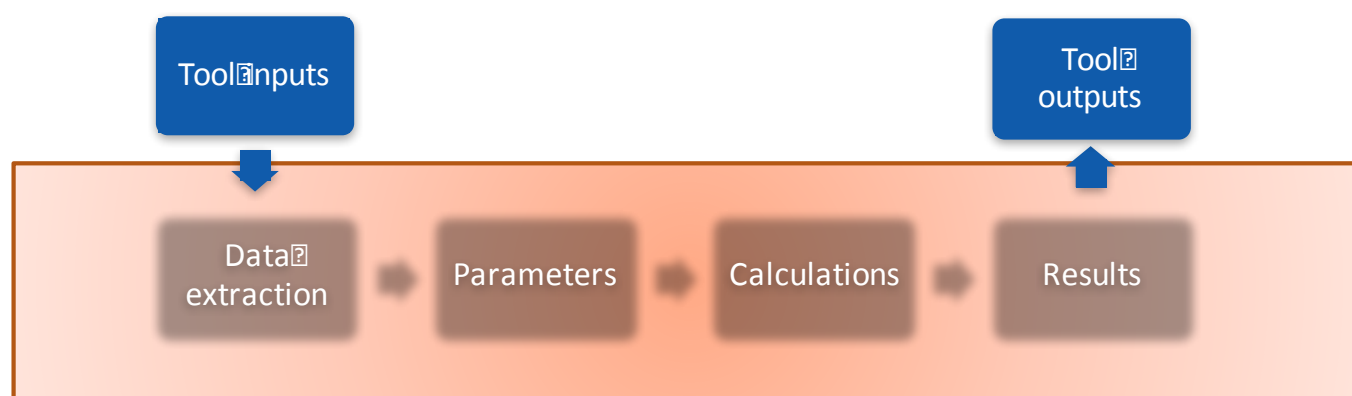 Tool⍰inputs
Tool⍰
outputs
Data⍰
extraction
Parameters
Calculations
Results